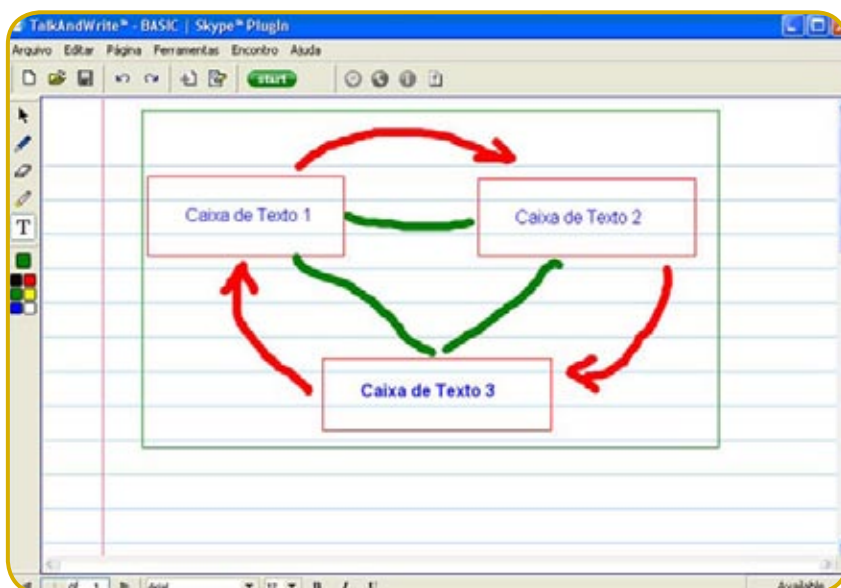 TalkAndWrite™ - BASIC | Skype™ PlugIn
Arquivo Editar Página Ferramentas Encontro Ajuda
start
T
Caixa de Texto 1
Caixa de Texto 2
Caixa de Texto 3
Available